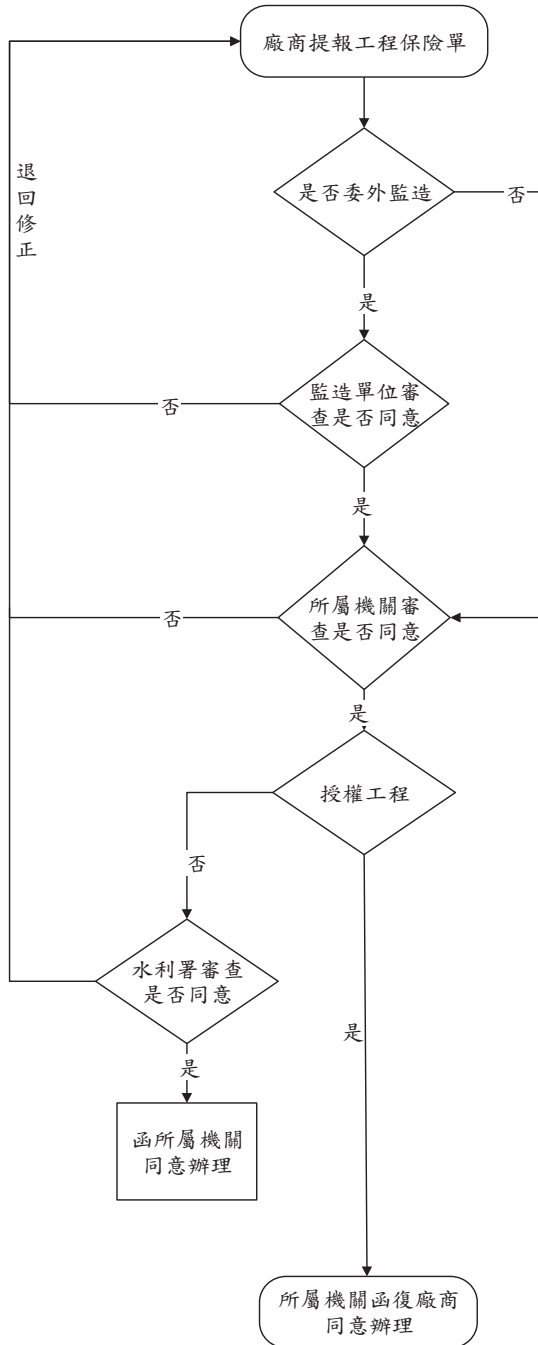 廠商提報工程保險單
退
回
修
正
是否委外監造
否
是
監造單位審
查是否同意
否
是
所屬機關審
查是否同意
否
是
授權工程
否
水利署審查
是否同意
是
是
函所屬機關
同意辦理
所屬機關函復廠商
同意辦理